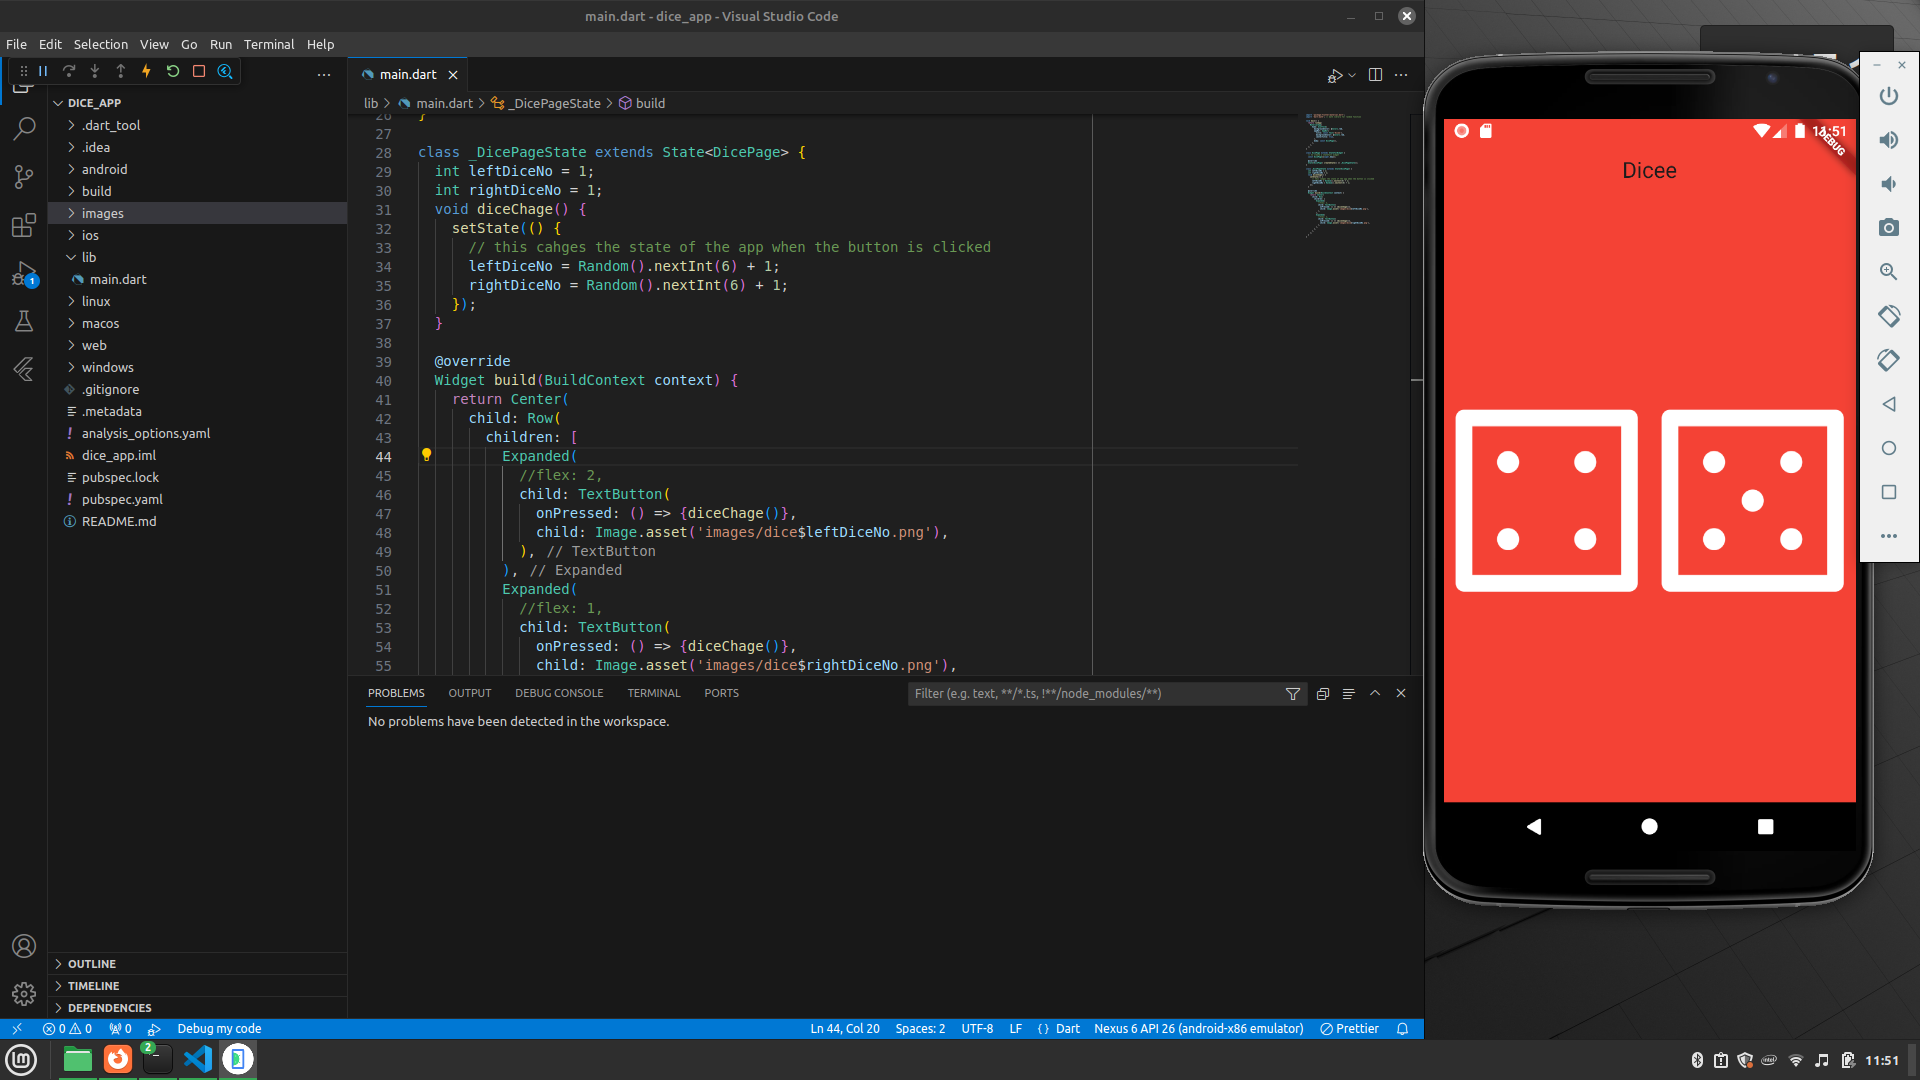 main.dart - dice_app - Visual Studio Code
File Edit Selection View Go Run Terminal Help
main.dart
lib > main.dart > _DicePageState > build
DICE_APP
.dart_tool
.idea
android
build
images
ios
lib
main.dart
linux
macos
web
windows
.gitignore
.metadata
! analysis_options.yaml
dice_app.iml
pubspec.lock
! pubspec.yaml
README.md
1
OUTLINE
TIMELINE
DEPENDENCIES
26 }
27
28 class _DicePageState extends State<DicePage> {
29 int leftDiceNo = 1;
30 int rightDiceNo = 1;
31 void diceChage() {
32 setState(() {
33 // this cahges the state of the app when the button is clicked
34 leftDiceNo = Random().nextInt(6) + 1;
35 rightDiceNo = Random().nextInt(6) + 1;
36 });
37 }
38
39 @override
40 Widget build(BuildContext context) {
41 return Center(
42 child: Row(
43 children: [
44 Expanded(
45 //flex: 2,
46 child: TextButton(
47 onPressed: () => {diceChage()},
48 child: Image.asset('images/dice$leftDiceNo.png'),
49 ), // TextButton
50 ), // Expanded
51 Expanded(
52 //flex: 1,
53 child: TextButton(
54 onPressed: () => {diceChage()},
55 child: Image.asset('images/dice$rightDiceNo.png'),
PROBLEMS OUTPUT DEBUG CONSOLE TERMINAL PORTS Filter (e.g. text, **/*.ts, !**/node_modules/**)
No problems have been detected in the workspace.
0 0 0 Debug my code Ln 44, Col 20 Spaces: 2 UTF-8 LF {} Dart Nexus 6 API 26 (android-x86 emulator) Prettier
11:51
DEBUG
Dicee
2
11:51